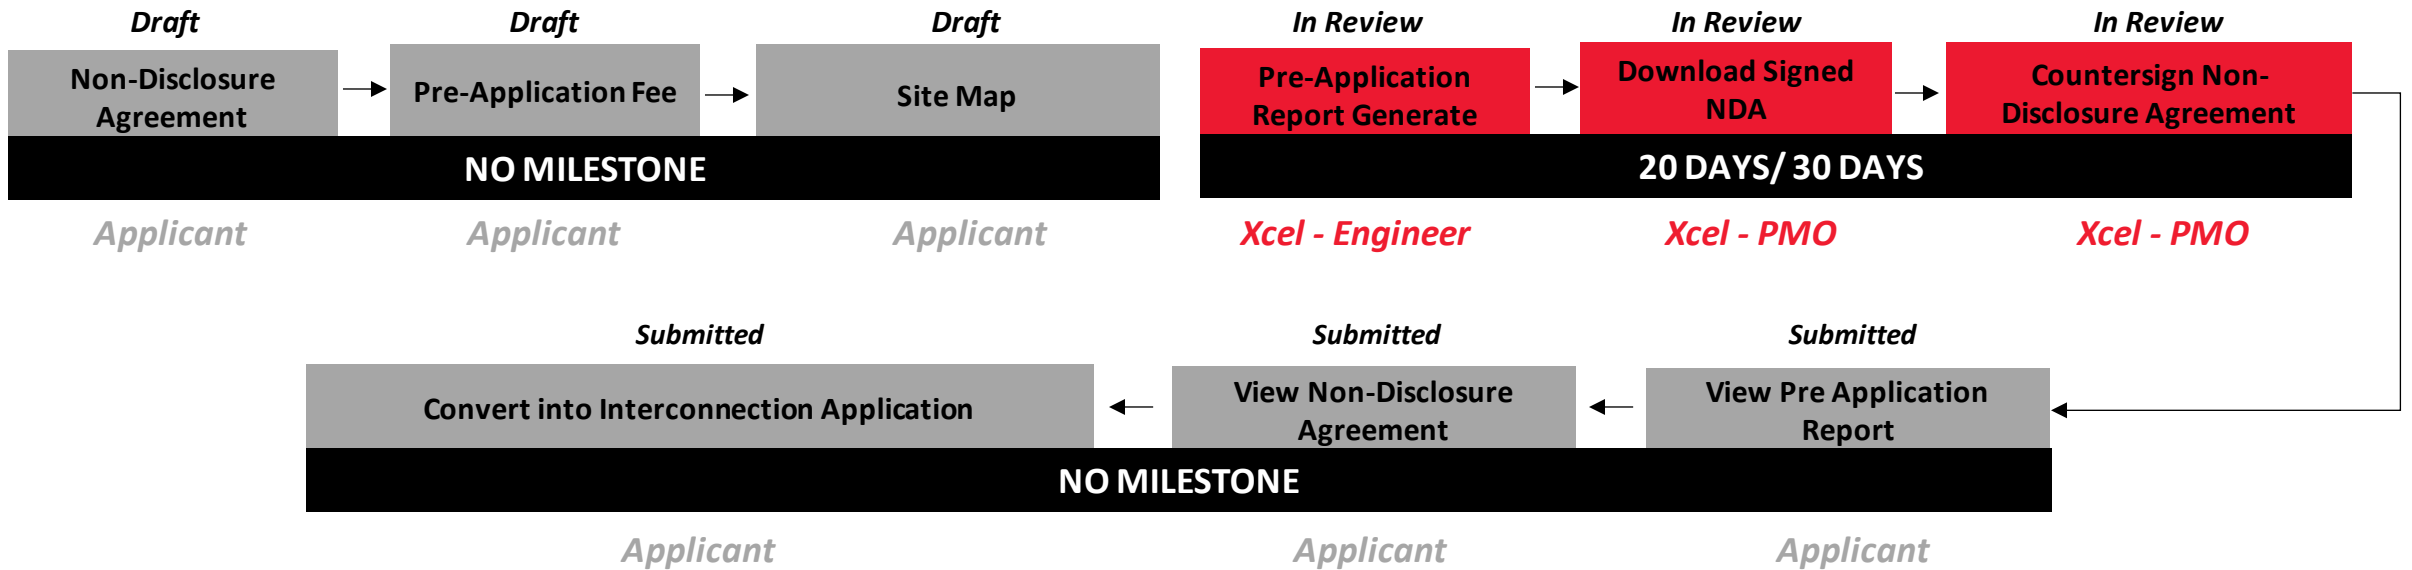 Draft
Draft
Draft
In Review
In Review
In Review
Non-Disclosure
Agreement
Pre-Application Fee
Site Map
Pre-Application
Report Generate
Download Signed
NDA
Countersign Non-
Disclosure Agreement
NO MILESTONE
20 DAYS/ 30 DAYS
Applicant
Applicant
Applicant
Xcel - Engineer
Xcel - PMO
Xcel - PMO
Submitted
Submitted
Submitted
Convert into Interconnection Application
View Non-Disclosure
Agreement
View Pre Application
Report
NO MILESTONE
Applicant
Applicant
Applicant